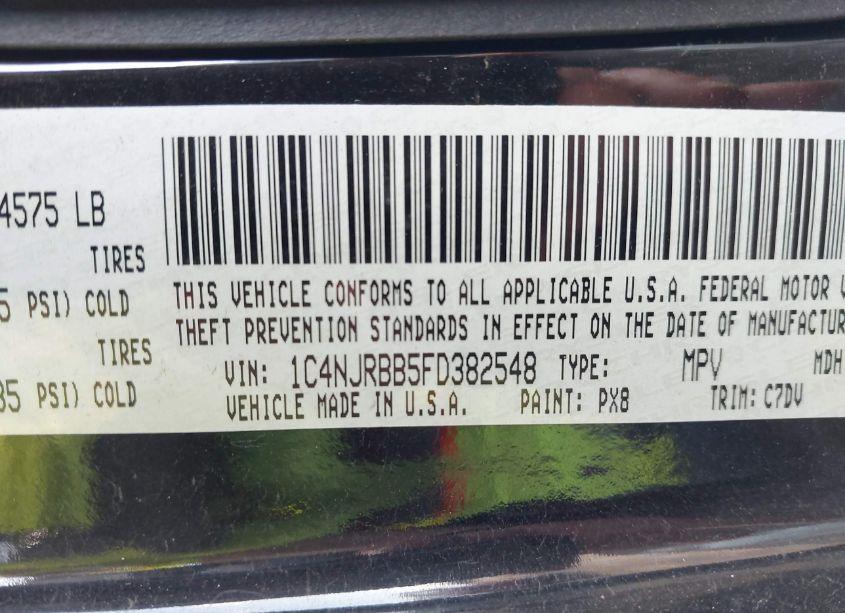 4575 LB
TIRES
5 PSI) COLD
TIRES
35 PSI) COLD
THIS VEHICLE CONFORMS TO ALL APPLICABLE U.S.A. FEDERAL MOTOR V
THEFT PREVENTION STANDARDS IN EFFECT ON THE DATE OF MANUFACTUR
VIN: 1C4NJRBB5FD382548 TYPE: MPV MDH
VEHICLE MADE IN U.S.A. PAINT: PX8 TRIM: C7DV